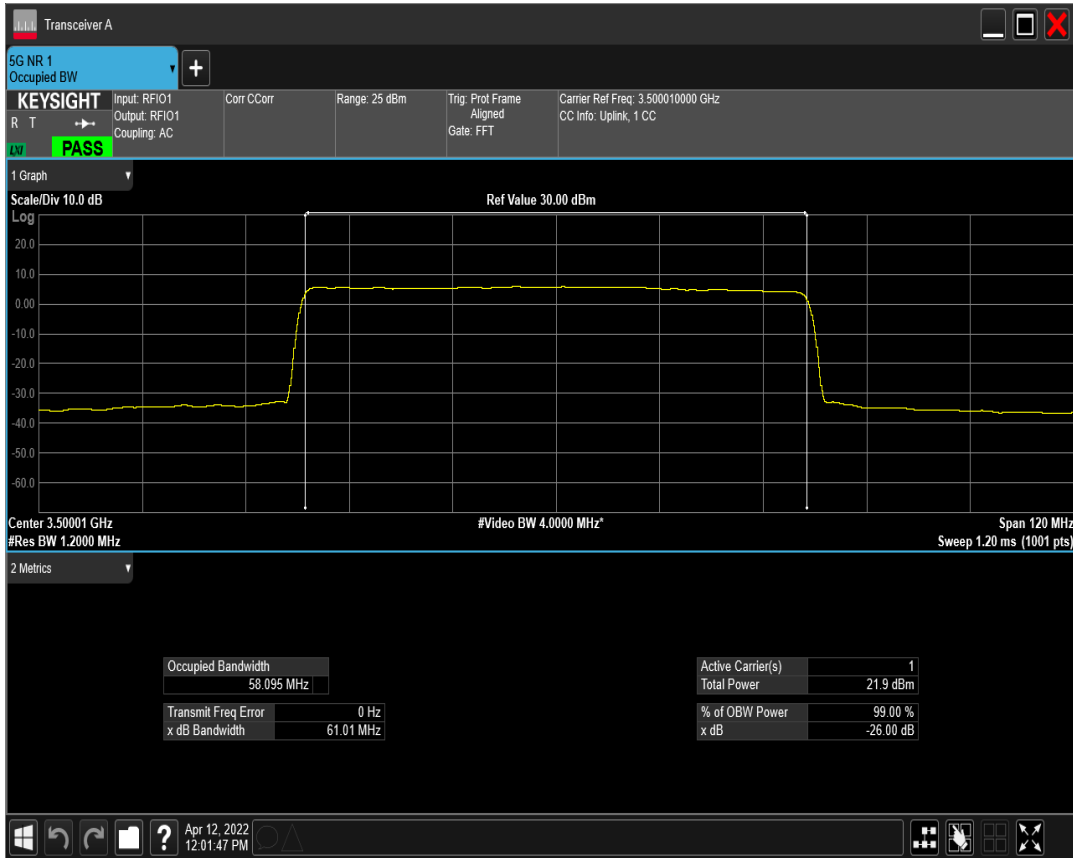 Transceiver A
5G NR 1
Occupied BW
KEYSIGHT
R T
LXI
PASS
Input: RFIO1
Output: RFIO1
Coupling: AC
Corr CCorr
Range: 25 dBm
Trig: Prot Frame
Aligned
Gate: FFT
Carrier Ref Freq: 3.500010000 GHz
CC Info: Uplink, 1 CC
1 Graph
Scale/Div 10.0 dB
Ref Value 30.00 dBm
Log
20.0
10.0
0.00
-10.0
-20.0
-30.0
-40.0
-50.0
-60.0
Center 3.50001 GHz
#Video BW 4.0000 MHz*
Span 120 MHz
#Res BW 1.2000 MHz
Sweep 1.20 ms (1001 pts)
2 Metrics
Occupied Bandwidth
58.095 MHz
Transmit Freq Error 0 Hz
x dB Bandwidth 61.01 MHz
Active Carrier(s) 1
Total Power 21.9 dBm
% of OBW Power 99.00 %
x dB -26.00 dB
?
Apr 12, 2022
12:01:47 PM